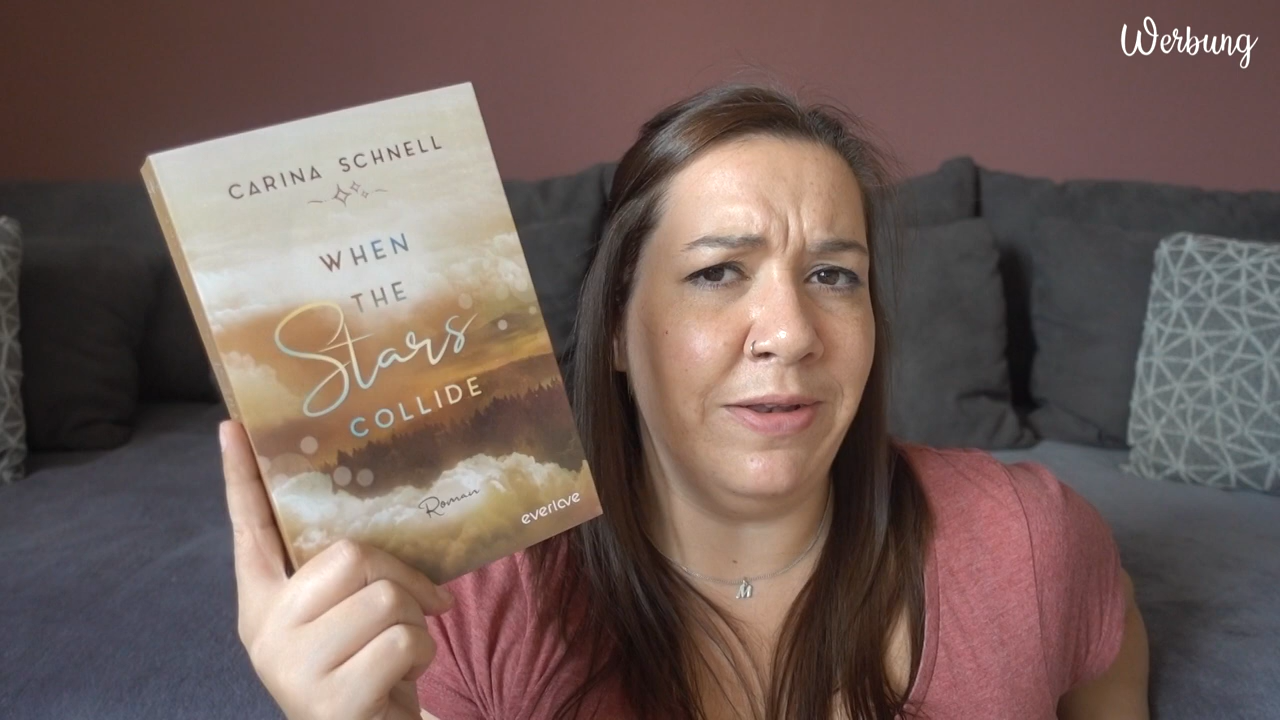 Werbung
CARINA SCHNELL
WHEN
THE
Stars
COLLIDE
Roman
everlove
M